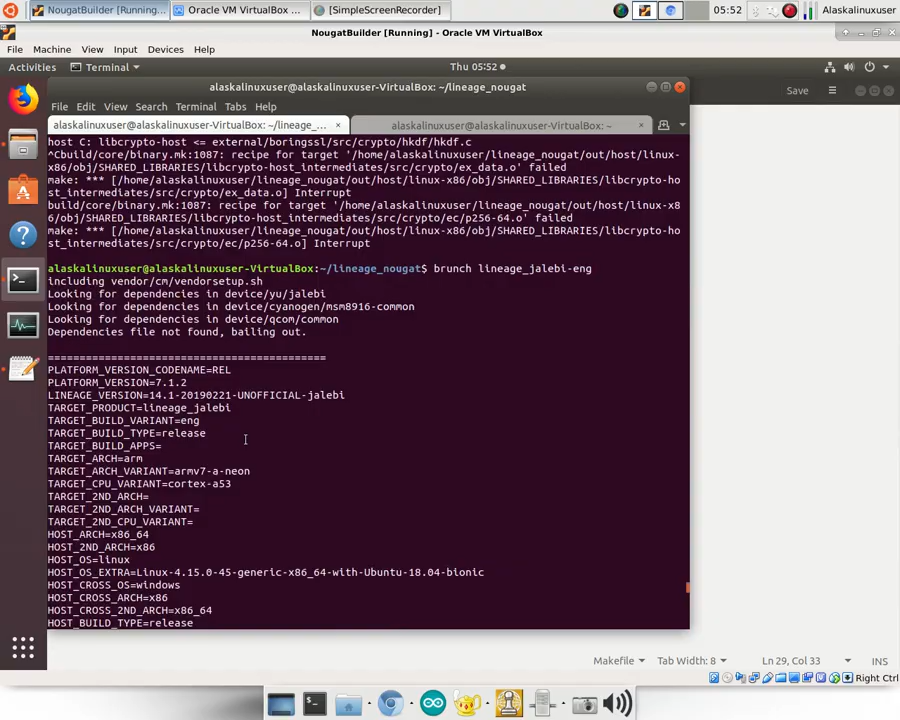 NougatBuilder [Running...
Oracle VM VirtualBox ...
[SimpleScreenRecorder]
05:52
Alaskalinuxuser
NougatBuilder [Running] - Oracle VM VirtualBox
File Machine View Input Devices Help
Activities
Terminal
Thu 05:52
alaskalinuxuser@alaskalinuxuser-VirtualBox: ~/lineage_nougat
Save
File Edit View Search Terminal Tabs Help
alaskalinuxuser@alaskalinuxuser-VirtualBox: ~/lineage_... ×
alaskalinuxuser@alaskalinuxuser-VirtualBox: ~ ×
host C: libcrypto-host <= external/boringssl/src/crypto/hkdf/hkdf.c
^Cbuild/core/binary.mk:1087: recipe for target '/home/alaskalinuxuser/lineage_nougat/out/host/linux-
x86/obj/SHARED_LIBRARIES/libcrypto-host_intermediates/src/crypto/ex_data.o' failed
make: *** [/home/alaskalinuxuser/lineage_nougat/out/host/linux-x86/obj/SHARED_LIBRARIES/libcrypto-ho
st_intermediates/src/crypto/ex_data.o] Interrupt
build/core/binary.mk:1087: recipe for target '/home/alaskalinuxuser/lineage_nougat/out/host/linux-x8
6/obj/SHARED_LIBRARIES/libcrypto-host_intermediates/src/crypto/ec/p256-64.o' failed
make: *** [/home/alaskalinuxuser/lineage_nougat/out/host/linux-x86/obj/SHARED_LIBRARIES/libcrypto-ho
st_intermediates/src/crypto/ec/p256-64.o] Interrupt
alaskalinuxuser@alaskalinuxuser-VirtualBox:~/lineage_nougat$ brunch lineage_jalebi-eng
including vendor/cm/vendorsetup.sh
Looking for dependencies in device/yu/jalebi
Looking for dependencies in device/cyanogen/msm8916-common
Looking for dependencies in device/qcom/common
Dependencies file not found, bailing out.
============================================
PLATFORM_VERSION_CODENAME=REL
PLATFORM_VERSION=7.1.2
LINEAGE_VERSION=14.1-20190221-UNOFFICIAL-jalebi
TARGET_PRODUCT=lineage_jalebi
TARGET_BUILD_VARIANT=eng
TARGET_BUILD_TYPE=release
TARGET_BUILD_APPS=
TARGET_ARCH=arm
TARGET_ARCH_VARIANT=armv7-a-neon
TARGET_CPU_VARIANT=cortex-a53
TARGET_2ND_ARCH=
TARGET_2ND_ARCH_VARIANT=
TARGET_2ND_CPU_VARIANT=
HOST_ARCH=x86_64
HOST_2ND_ARCH=x86
HOST_OS=linux
HOST_OS_EXTRA=Linux-4.15.0-45-generic-x86_64-with-Ubuntu-18.04-bionic
HOST_CROSS_OS=windows
HOST_CROSS_ARCH=x86
HOST_CROSS_2ND_ARCH=x86_64
HOST_BUILD_TYPE=release
Makefile
Tab Width: 8
Ln 29, Col 33
INS
Right Ctrl